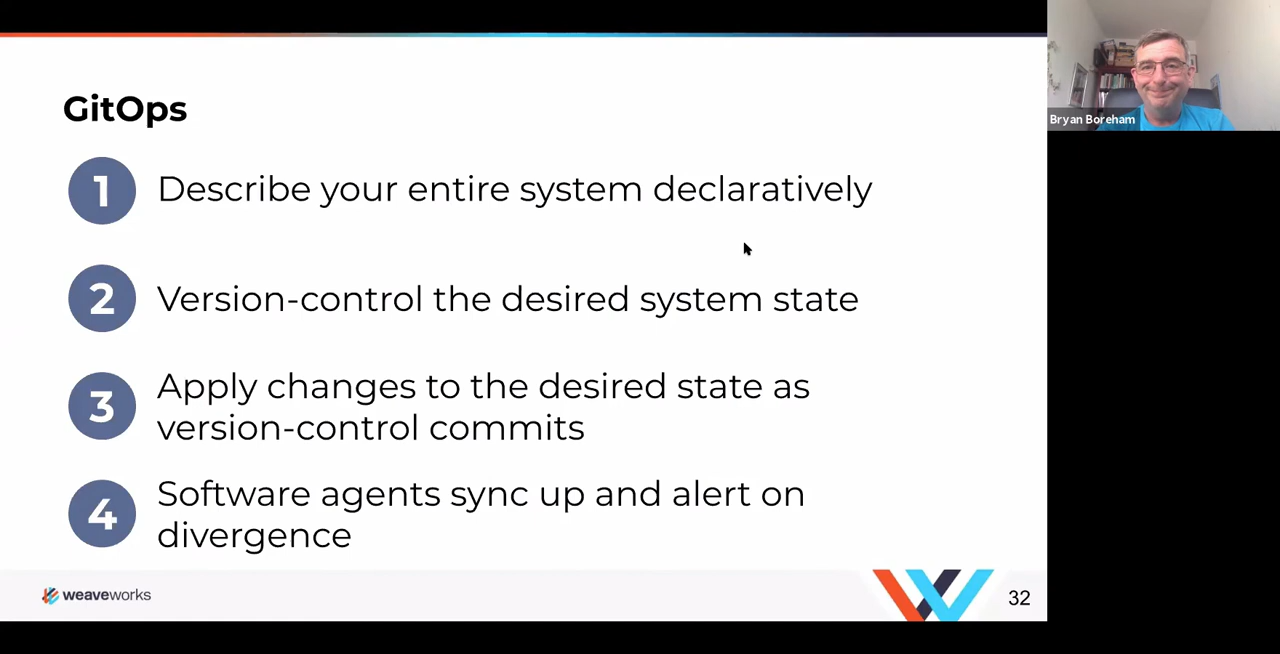 GitOps
1 Describe your entire system declaratively
2 Version-control the desired system state
3 Apply changes to the desired state as
version-control commits
4 Software agents sync up and alert on
divergence
weaveworks
32
Bryan Boreham